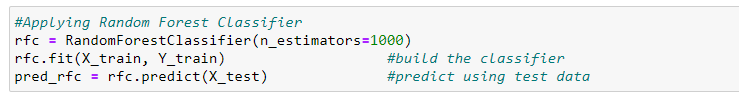 #Applying Random Forest Classifier
rfc = RandomForestClassifier(n_estimators=1000)
rfc.fit(X_train, Y_train) #build the classifier
pred_rfc = rfc.predict(X_test) #predict using test data